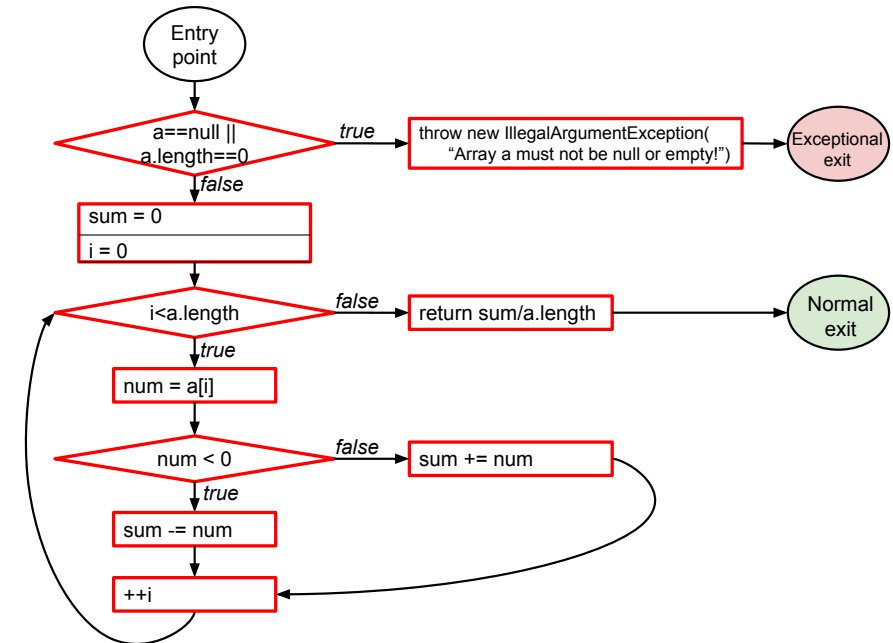 Entry
point
a==null ||
a.length==0
true
throw new IllegalArgumentException(
“Array a must not be null or empty!”)
Exceptional
exit
false
sum = 0
i = 0
i<a.length
false
return sum/a.length
Normal
exit
true
num = a[i]
num < 0
false
sum += num
true
sum -= num
++i